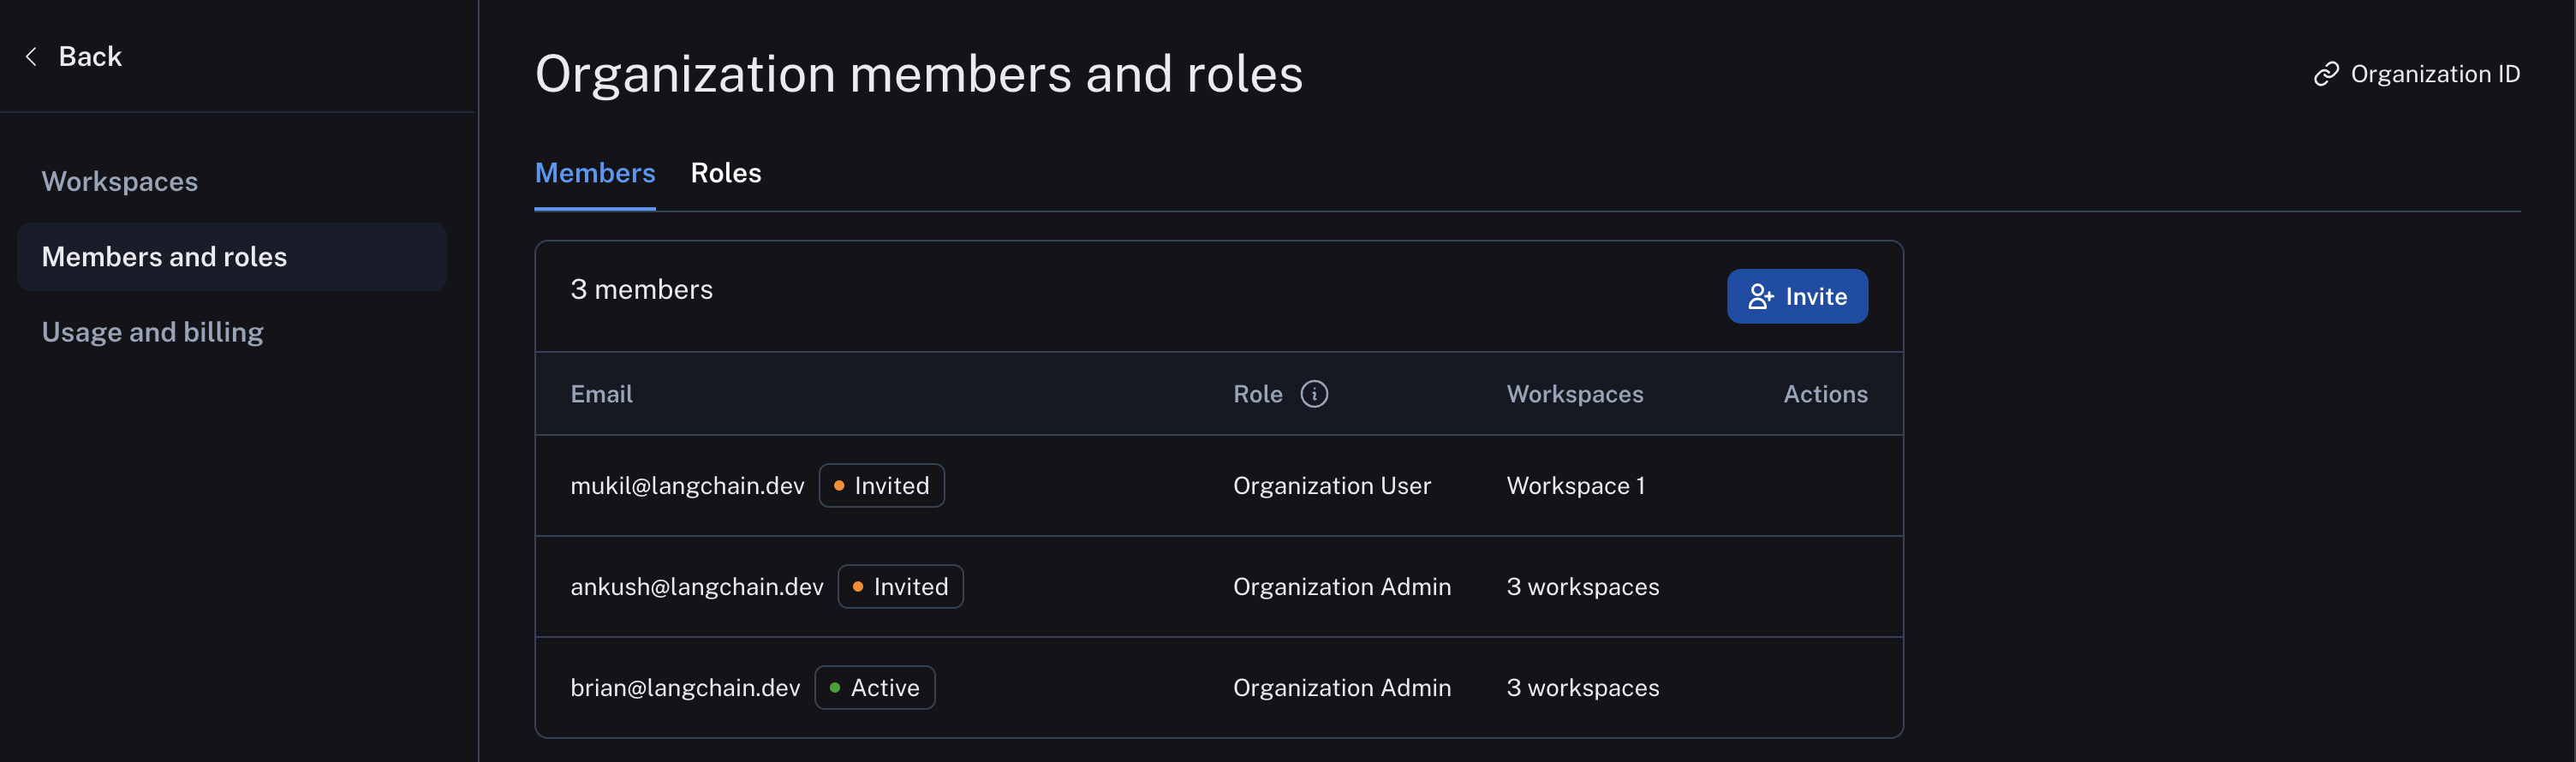 Back
Workspaces
Members and roles
Usage and billing
Organization members and roles
Organization ID
Members Roles
3 members
Invite
Email Role Workspaces Actions
mukil@langchain.dev Invited Organization User Workspace 1
ankush@langchain.dev Invited Organization Admin 3 workspaces
brian@langchain.dev Active Organization Admin 3 workspaces